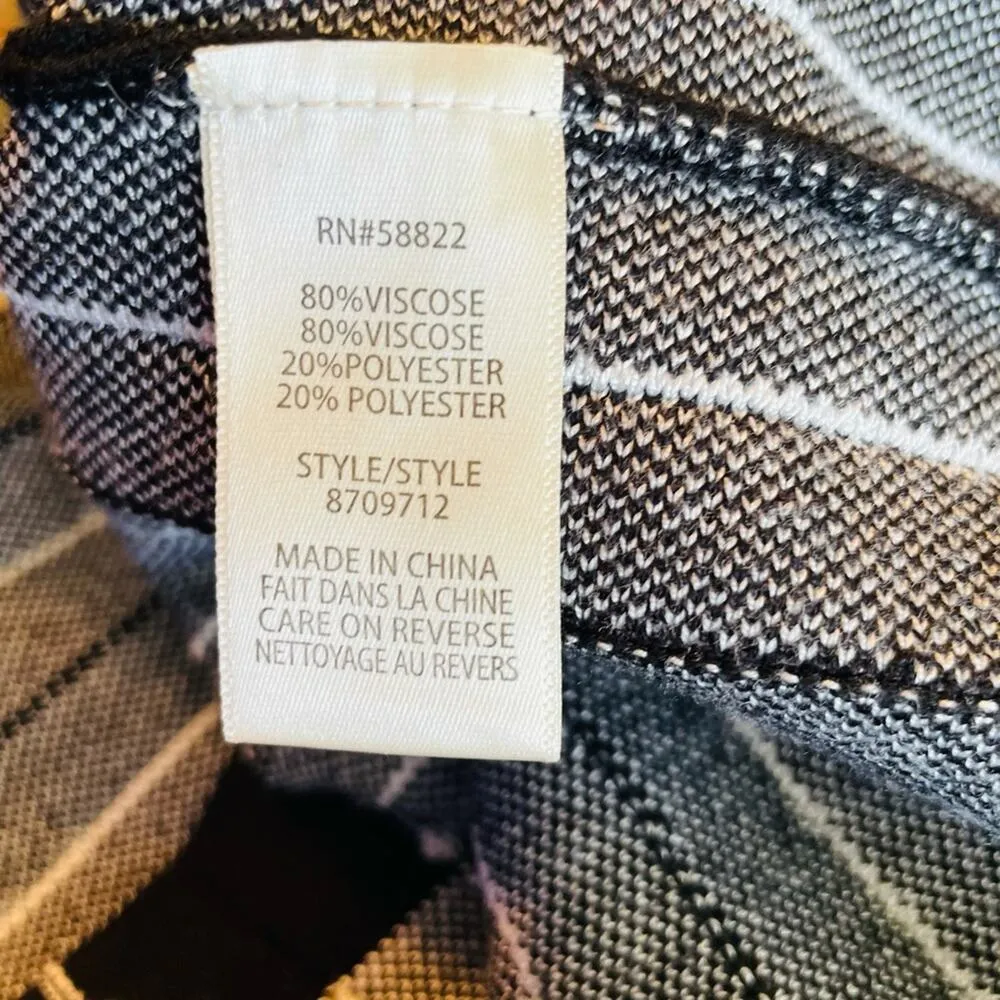 RN#58822
80%VISCOSE
80%VISCOSE
20%POLYESTER
20% POLYESTER
STYLE/STYLE
8709712
MADE IN CHINA
FAIT DANS LA CHINE
CARE ON REVERSE
NETTOYAGE AU REVERS